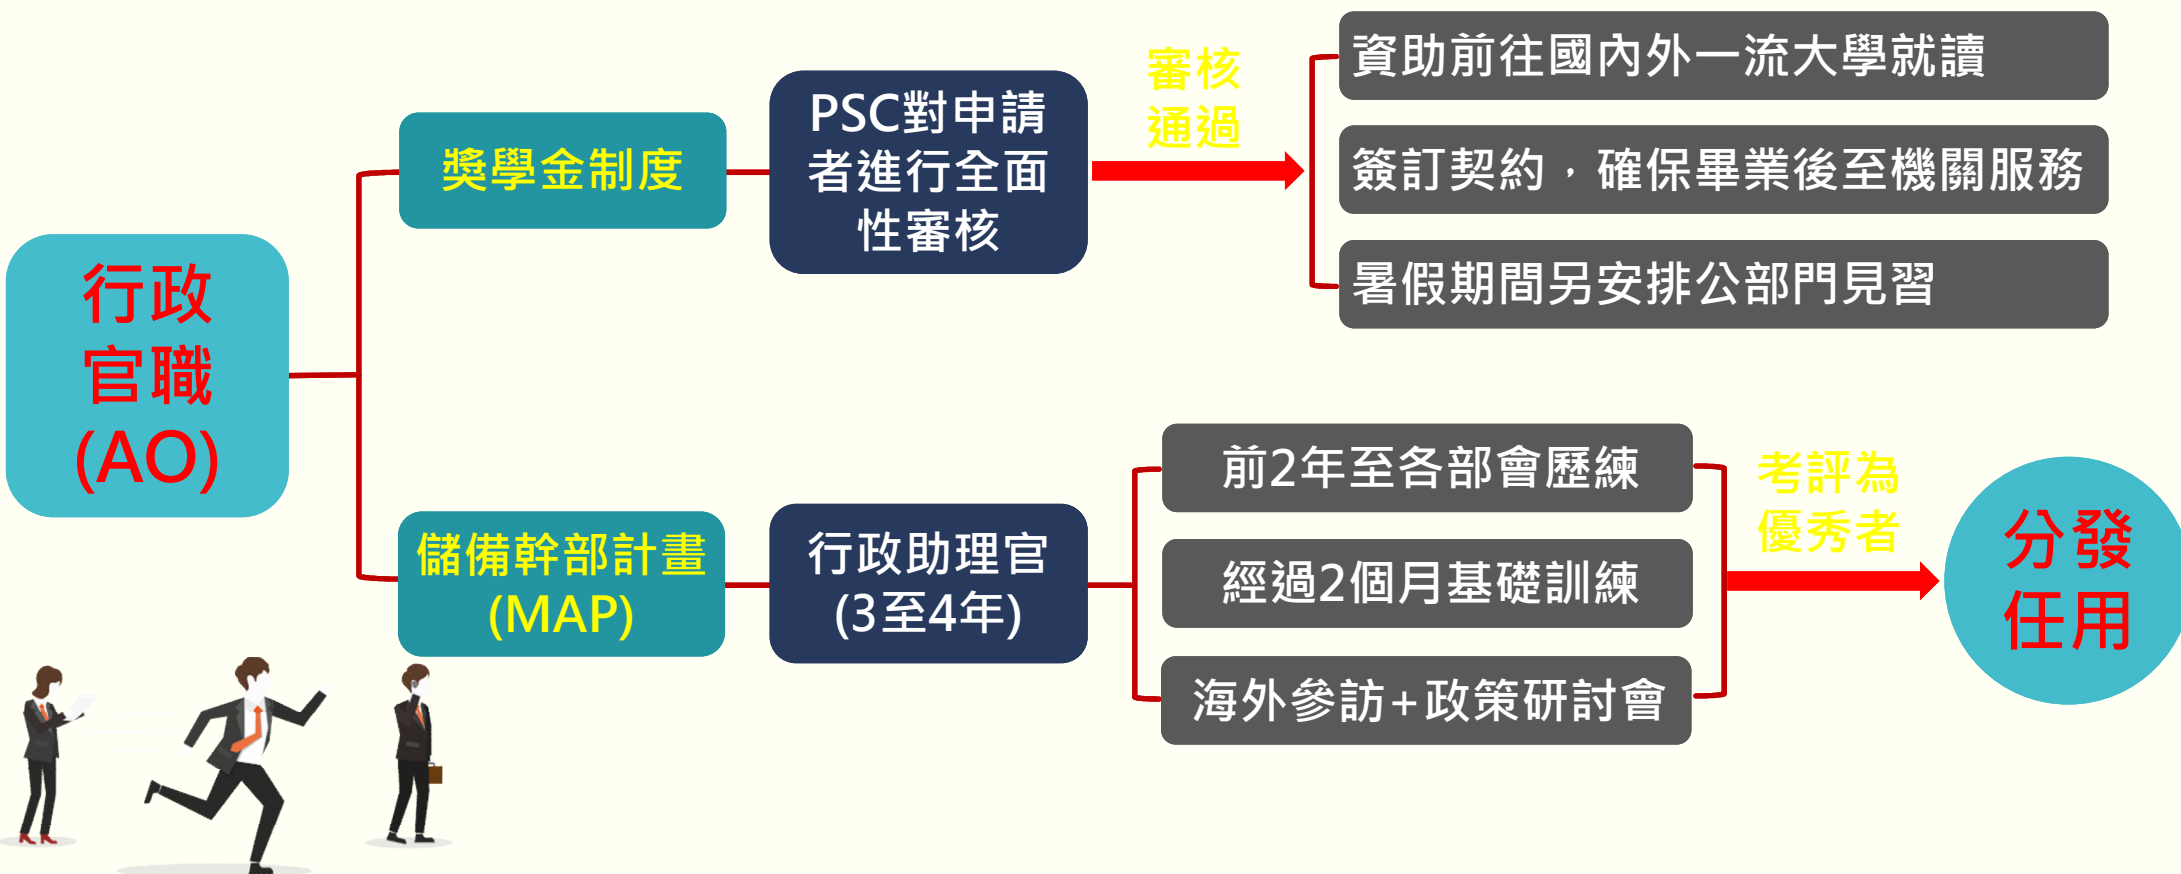 行政
官職
(AO)
獎學金制度
PSC對申請
者進行全面
性審核
審核
通過
資助前往國內外一流大學就讀
簽訂契約，確保畢業後至機關服務
暑假期間另安排公部門見習
儲備幹部計畫
(MAP)
行政助理官
(3至4年)
前2年至各部會歷練
經過2個月基礎訓練
海外參訪+政策研討會
考評為
優秀者
分發
任用